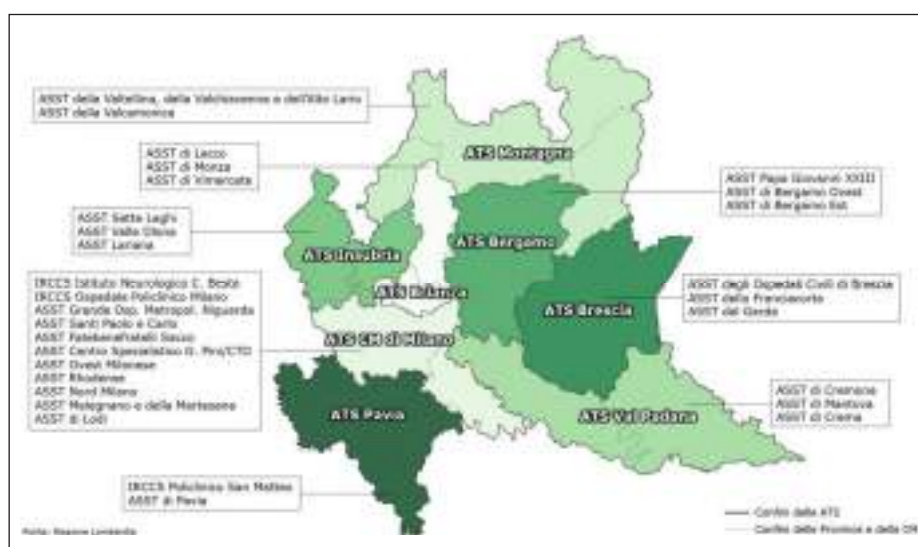 ASST della Valtellina, della Valchiavenna e dell'Alto Lario
ASST della Valcamonica
ATS Montagna
ASST di Lecco
ASST di Monza
ASST di Vimercate
ASST Papa Giovanni XXIII
ASST di Bergamo Ovest
ASST di Bergamo Est
ASST Sette Laghi
ASST Valle Olona
ASST Lariana
ATS Insubria
ATS Bergamo
ATS Brianza
IRCCS Istituto Neurologico C. Besta
IRCCS Ospedale Policlinico Milano
ASST Grande Osp. Metropol. Niguarda
ASST Santi Paolo e Carlo
ASST Fatebenefratelli Sacco
ASST Centro Specialistico G. Pini/CTO
ASST Ovest Milanese
ASST Rhodense
ASST Nord Milano
ASST Melegnano e della Martesana
ASST di Lodi
ASST degli Ospedali Civili di Brescia
ASST della Franciacorta
ASST del Garda
ATS Brescia
ATS CM di Milano
ASST di Cremona
ASST di Mantova
ASST di Crema
ATS Pavia
ATS Val Padana
IRCCS Policlinico San Matteo
ASST di Pavia
Fonte: Regione Lombardia
Confini delle ATS
Confini delle Province e della CM